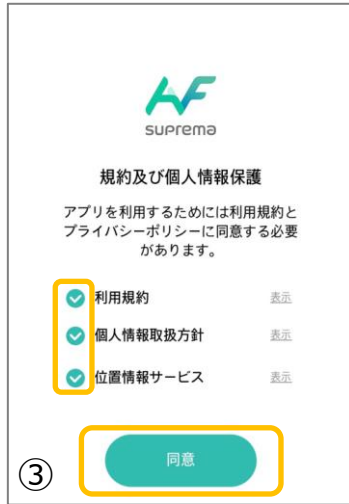 AF
suprema
規約及び個人情報保護
アプリを利用するためには利用規約と
プライバシーポリシーに同意する必要
があります。
利用規約 表示
個人情報取扱方針 表示
位置情報サービス 表示
同意
③